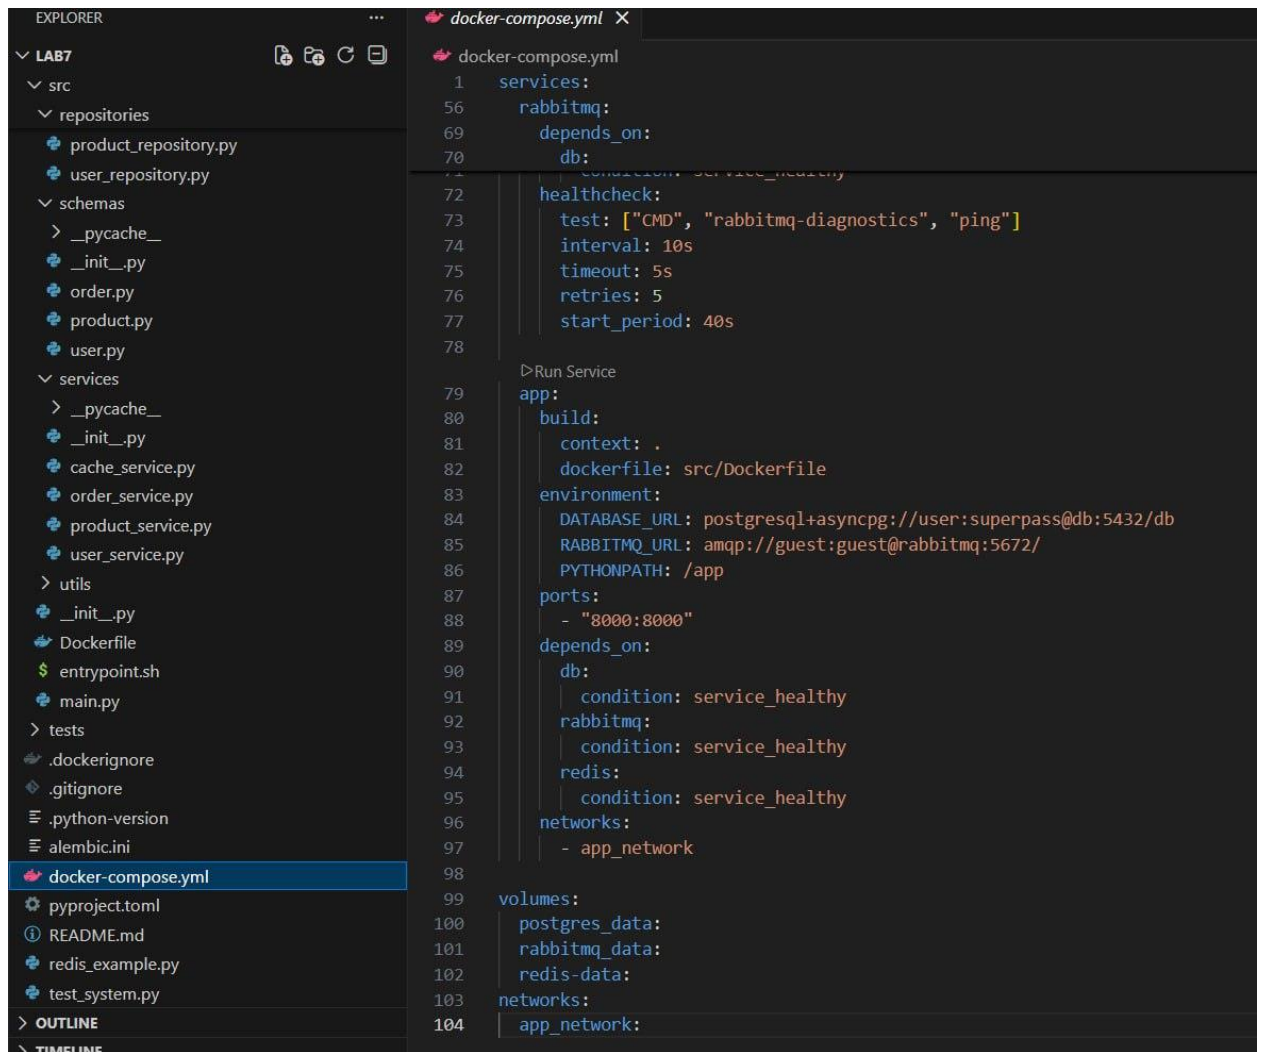 EXPLORER
LAB7
src
repositories
product_repository.py
user_repository.py
schemas
__pycache__
__init__.py
order.py
product.py
user.py
services
__pycache__
__init__.py
cache_service.py
order_service.py
product_service.py
user_service.py
utils
__init__.py
Dockerfile
entrypoint.sh
main.py
tests
.dockerignore
.gitignore
.python-version
alembic.ini
docker-compose.yml
pyproject.toml
README.md
redis_example.py
test_system.py
OUTLINE
TIMELINE
docker-compose.yml
docker-compose.yml
1 services:
56 rabbitmq:
69 depends_on:
70 db:
71 condition: service_healthy
72 healthcheck:
73 test: ["CMD", "rabbitmq-diagnostics", "ping"]
74 interval: 10s
75 timeout: 5s
76 retries: 5
77 start_period: 40s
78
Run Service
79 app:
80 build:
81 context: .
82 dockerfile: src/Dockerfile
83 environment:
84 DATABASE_URL: postgresql+asyncpg://user:superpass@db:5432/db
85 RABBITMQ_URL: amqp://guest:guest@rabbitmq:5672/
86 PYTHONPATH: /app
87 ports:
88 - "8000:8000"
89 depends_on:
90 db:
91 condition: service_healthy
92 rabbitmq:
93 condition: service_healthy
94 redis:
95 condition: service_healthy
96 networks:
97 - app_network
98
99 volumes:
100 postgres_data:
101 rabbitmq_data:
102 redis-data:
103 networks:
104 app_network: